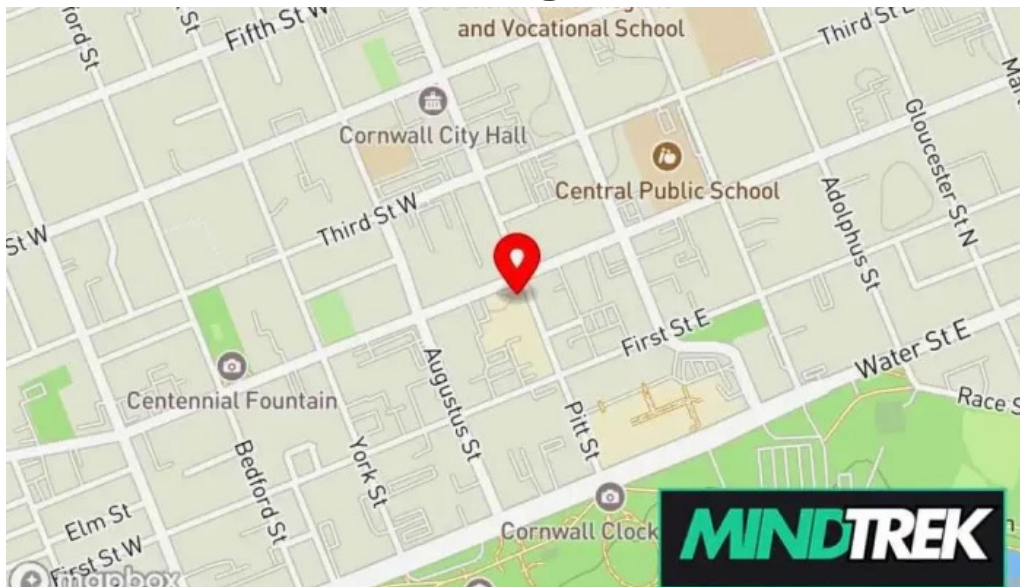 Fifth St W
and Vocational School
Third St E
Cornwall City Hall
Gloucester St N
Central Public School
Adolphus St
Third St W
St W
First St E
Water St E
Centennial Fountain
Augustus St
Pitt St
Race S
Bedford St
York St
Elm St
First St W
Cornwall Clock
MINDTREK
mapbox